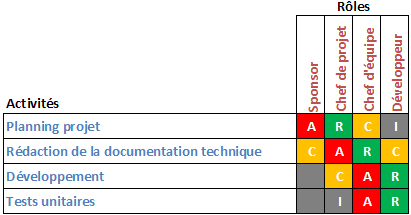 Rôles
Activités Sponsor Chef de projet Chef d'équipe Développeur
Planning projet A R C I
Rédaction de la documentation technique C A R C
Développement C A R
Tests unitaires I A R